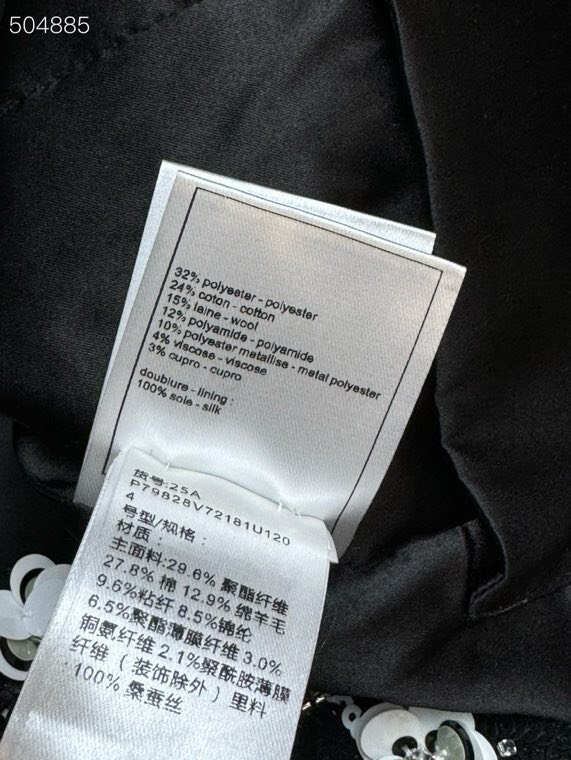 504885
32% polyester - polyester
24% coton - cotton
15% laine - wool
12% polyamide - polyamide
10% polyester metallise - metal polyester
4% viscose - viscose
3% cupro - cupro
doublure - lining :
100% soie - silk
货号:25A
P79828V72181U120
4
号型/规格:
材质:
主面料:29.6% 聚酯纤维
27.8% 棉 12.9% 绵羊毛
9.6%粘纤 8.5%锦纶
6.5%聚酯薄膜纤维 3.0%
铜氨纤维 2.1%聚酰胺薄膜
纤维 ( 装饰除外 ) 里料
100% 桑蚕丝